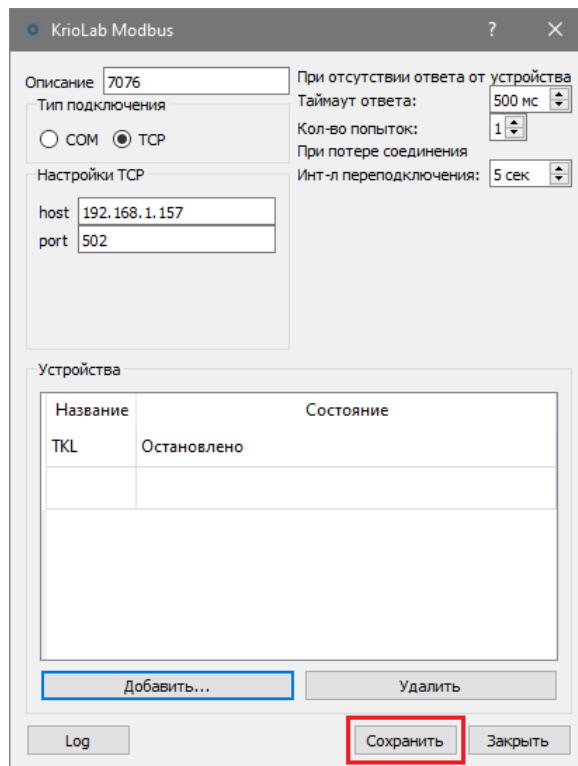 KrioLab Modbus ? ×
Описание 7076
Тип подключения
COM TCP
Настройки TCP
host 192.168.1.157
port 502
При отсутствии ответа от устройства
Таймаут ответа: 500 мс
Кол-во попыток: 1
При потере соединения
Инт-л переподключения: 5 сек
Устройства
Название Состояние
TKL Остановлено
Добавить... Удалить
Log Сохранить Закрыть